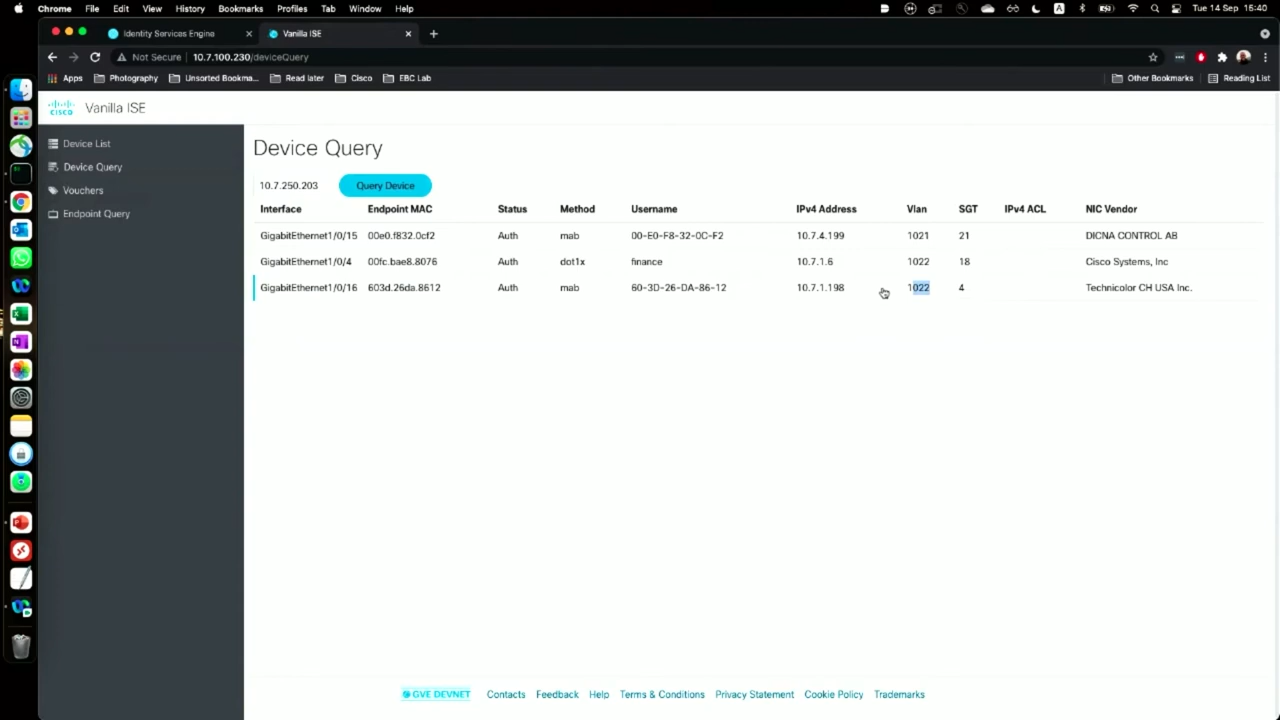 Chrome File Edit View History Bookmarks Profiles Tab Window Help A Tue 14 Sep 15:40
Identity Services Engine Vanilla ISE
Not Secure 10.7.100.230/deviceQuery
Apps Photography Unsorted Bookma... Read later Cisco EBC Lab Other Bookmarks Reading List
CISCO Vanilla ISE
Device List
Device Query
Vouchers
Endpoint Query
Device Query
10.7.250.203 Query Device
Interface Endpoint MAC Status Method Username IPv4 Address Vlan SGT IPv4 ACL NIC Vendor
GigabitEthernet1/0/15 00e0.f832.0cf2 Auth mab 00-E0-F8-32-0C-F2 10.7.4.199 1021 21 DICNA CONTROL AB
GigabitEthernet1/0/4 00fc.bae8.8076 Auth dot1x finance 10.7.1.6 1022 18 Cisco Systems, Inc
GigabitEthernet1/0/16 603d.26da.8612 Auth mab 60-3D-26-DA-86-12 10.7.1.198 1022 4 Technicolor CH USA Inc.
GVE DEVNET Contacts Feedback Help Terms & Conditions Privacy Statement Cookie Policy Trademarks